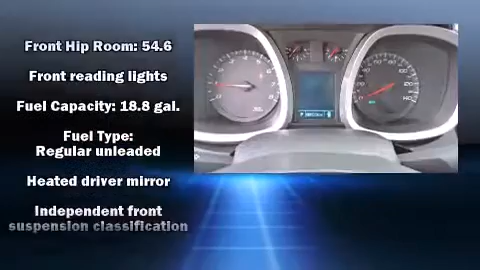 Front Hip Room: 54.6
Front reading lights
Fuel Capacity: 18.8 gal.
Fuel Type:
Regular unleaded
Heated driver mirror
Independent front
suspension classification